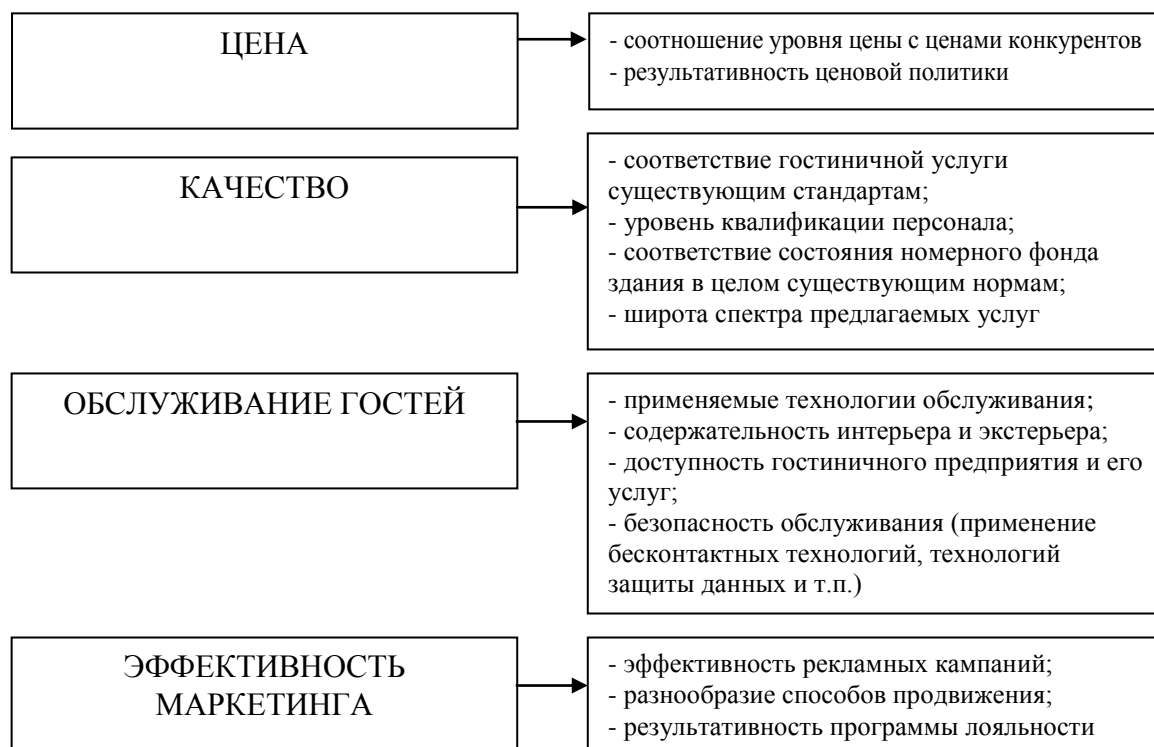 ЦЕНА
- соотношение уровня цены с ценами конкурентов
- результативность ценовой политики
КАЧЕСТВО
- соответствие гостиничной услуги
существующим стандартам;
- уровень квалификации персонала;
- соответствие состояния номерного фонда
здания в целом существующим нормам;
- широта спектра предлагаемых услуг
ОБСЛУЖИВАНИЕ ГОСТЕЙ
- применяемые технологии обслуживания;
- содержательность интерьера и экстерьера;
- доступность гостиничного предприятия и его
услуг;
- безопасность обслуживания (применение
бесконтактных технологий, технологий
защиты данных и т.п.)
ЭФФЕКТИВНОСТЬ
МАРКЕТИНГА
- эффективность рекламных кампаний;
- разнообразие способов продвижения;
- результативность программы лояльности